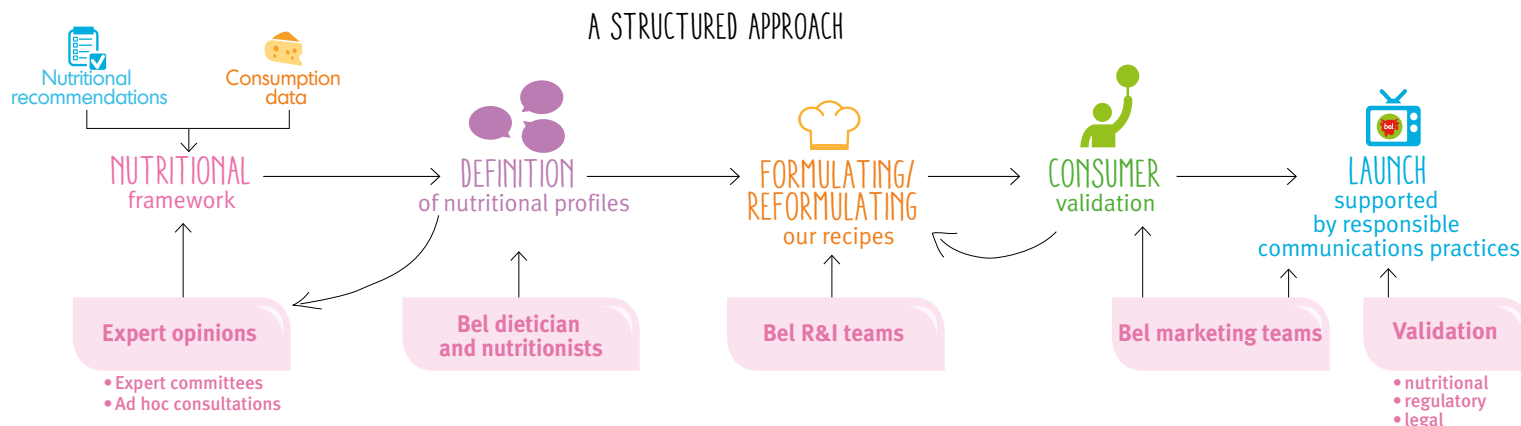 A STRUCTURED APPROACH
Nutritional
recommendations
Consumption
data
NUTRITIONAL
framework
DEFINITION
of nutritional profiles
FORMULATING/
REFORMULATING
our recipes
CONSUMER
validation
bel
LAUNCH
supported
by responsible
communications practices
Expert opinions
• Expert committees
• Ad hoc consultations
Bel dietician
and nutritionists
Bel R&I teams
Bel marketing teams
Validation
• nutritional
• regulatory
• legal